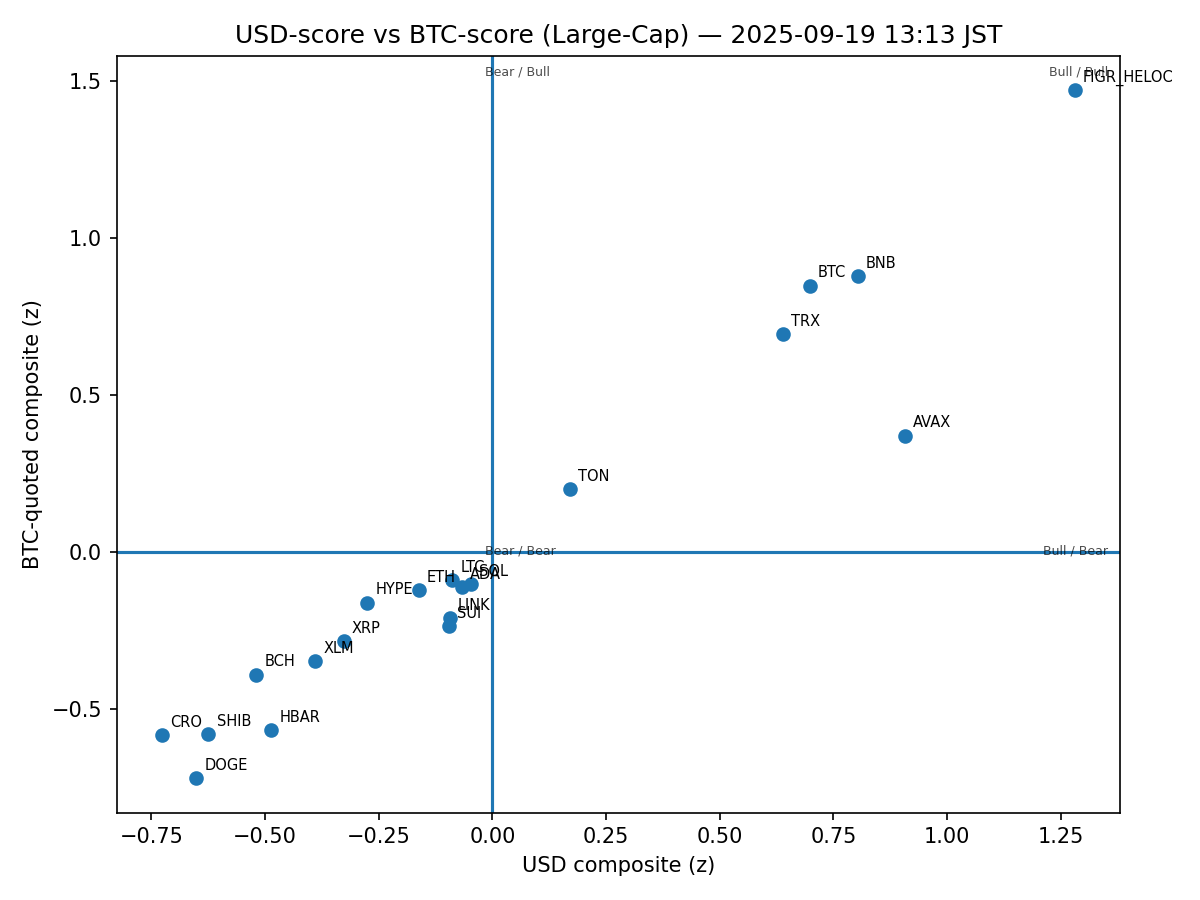 USD-score vs BTC-score (Large-Cap) — 2025-09-19 13:13 JST
Bear / Bull
Bull / Bull
FIGR_HELOC
BNB
BTC
TRX
AVAX
TON
Bear / Bear
Bull / Bear
LTC
SOL
ADA
ETH
HYPE
LINK
SUI
XRP
XLM
BCH
HBAR
SHIB
CRO
DOGE
1.5
1.0
0.5
0.0
−0.5
BTC-quoted composite (z)
−0.75
−0.50
−0.25
0.00
0.25
0.50
0.75
1.00
1.25
USD composite (z)